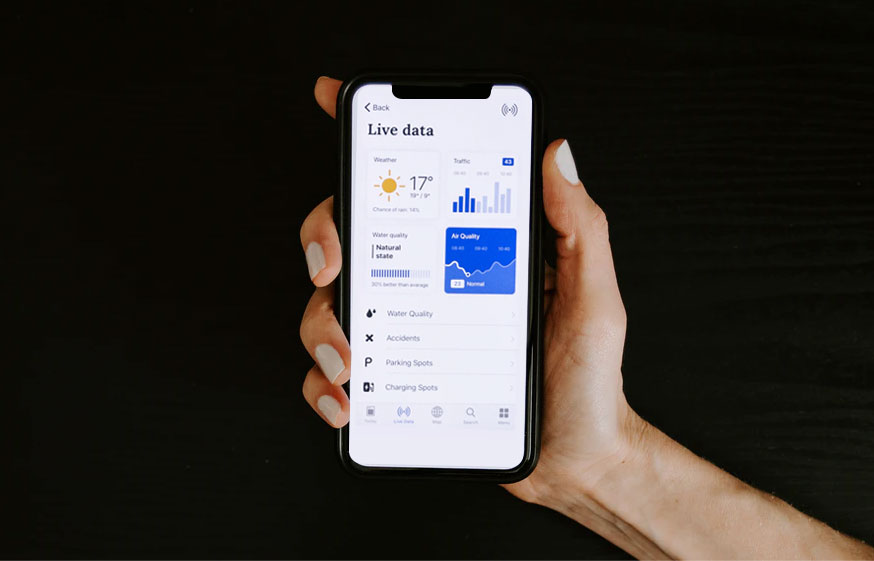 Back
Live data
Weather
17°
19° / 9°
Chance of rain: 14%
Traffic
43
08:40 09:40 10:40
Water quality
Natural
state
30% better than average
Air Quality
08:40 09:40 10:40
23 Normal
Water Quality
Accidents
P Parking Spots
Charging Spots
Live Data
Map
Search
Menu